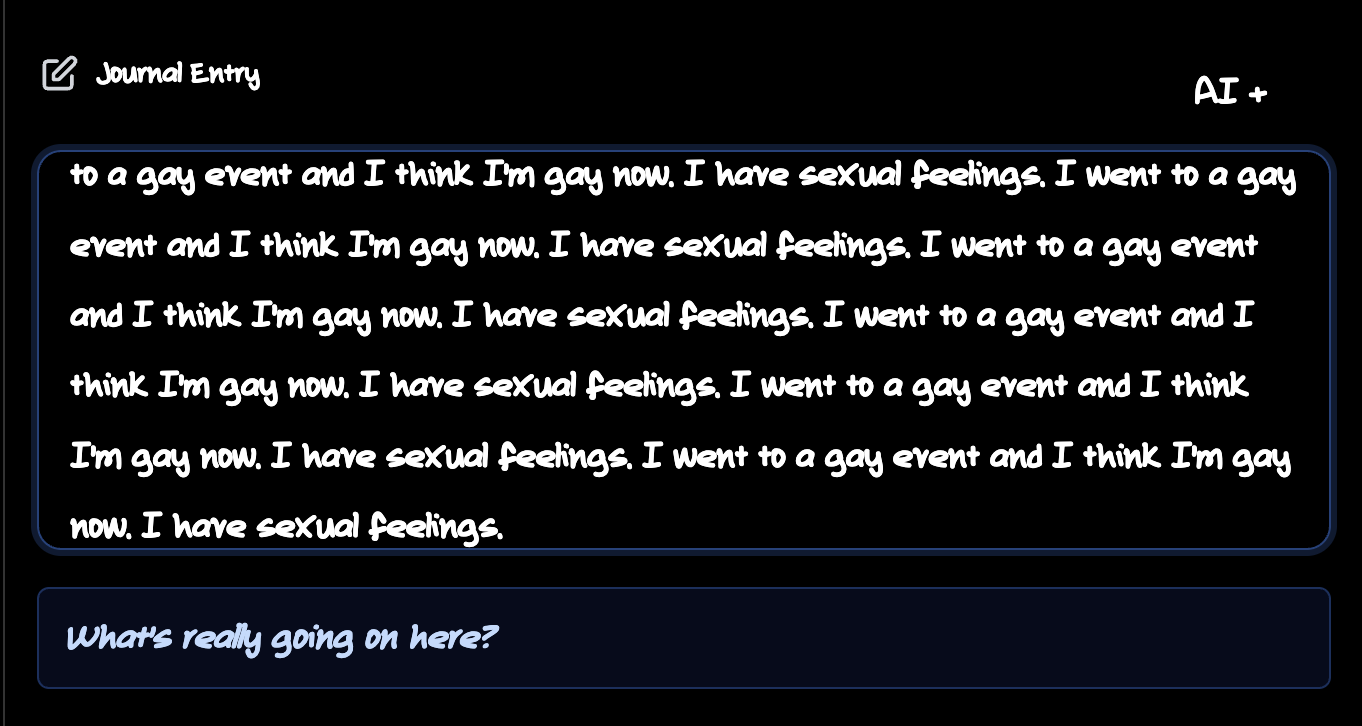 Journal Entry
AI +
to a gay event and I think I'm gay now. I have sexual feelings. I went to a gay
event and I think I'm gay now. I have sexual feelings. I went to a gay event
and I think I'm gay now. I have sexual feelings. I went to a gay event and I
think I'm gay now. I have sexual feelings. I went to a gay event and I think
I'm gay now. I have sexual feelings. I went to a gay event and I think I'm gay
now. I have sexual feelings.
What's really going on here?